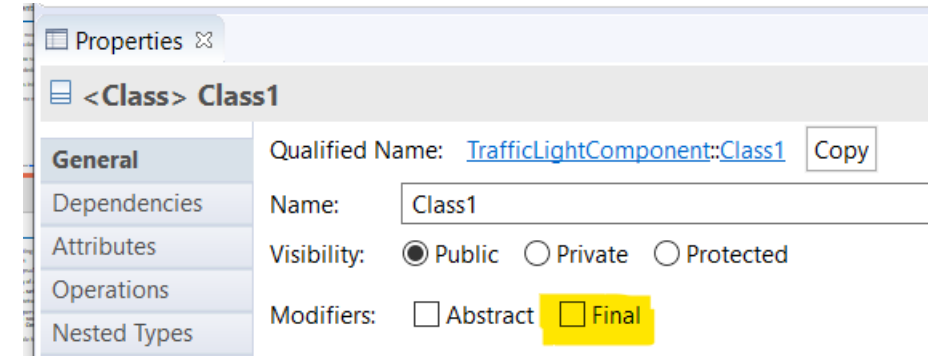 Properties
<Class> Class1
General
Dependencies
Attributes
Operations
Nested Types
Qualified Name: TrafficLightComponent::Class1 Copy
Name: Class1
Visibility: Public Private Protected
Modifiers: Abstract Final